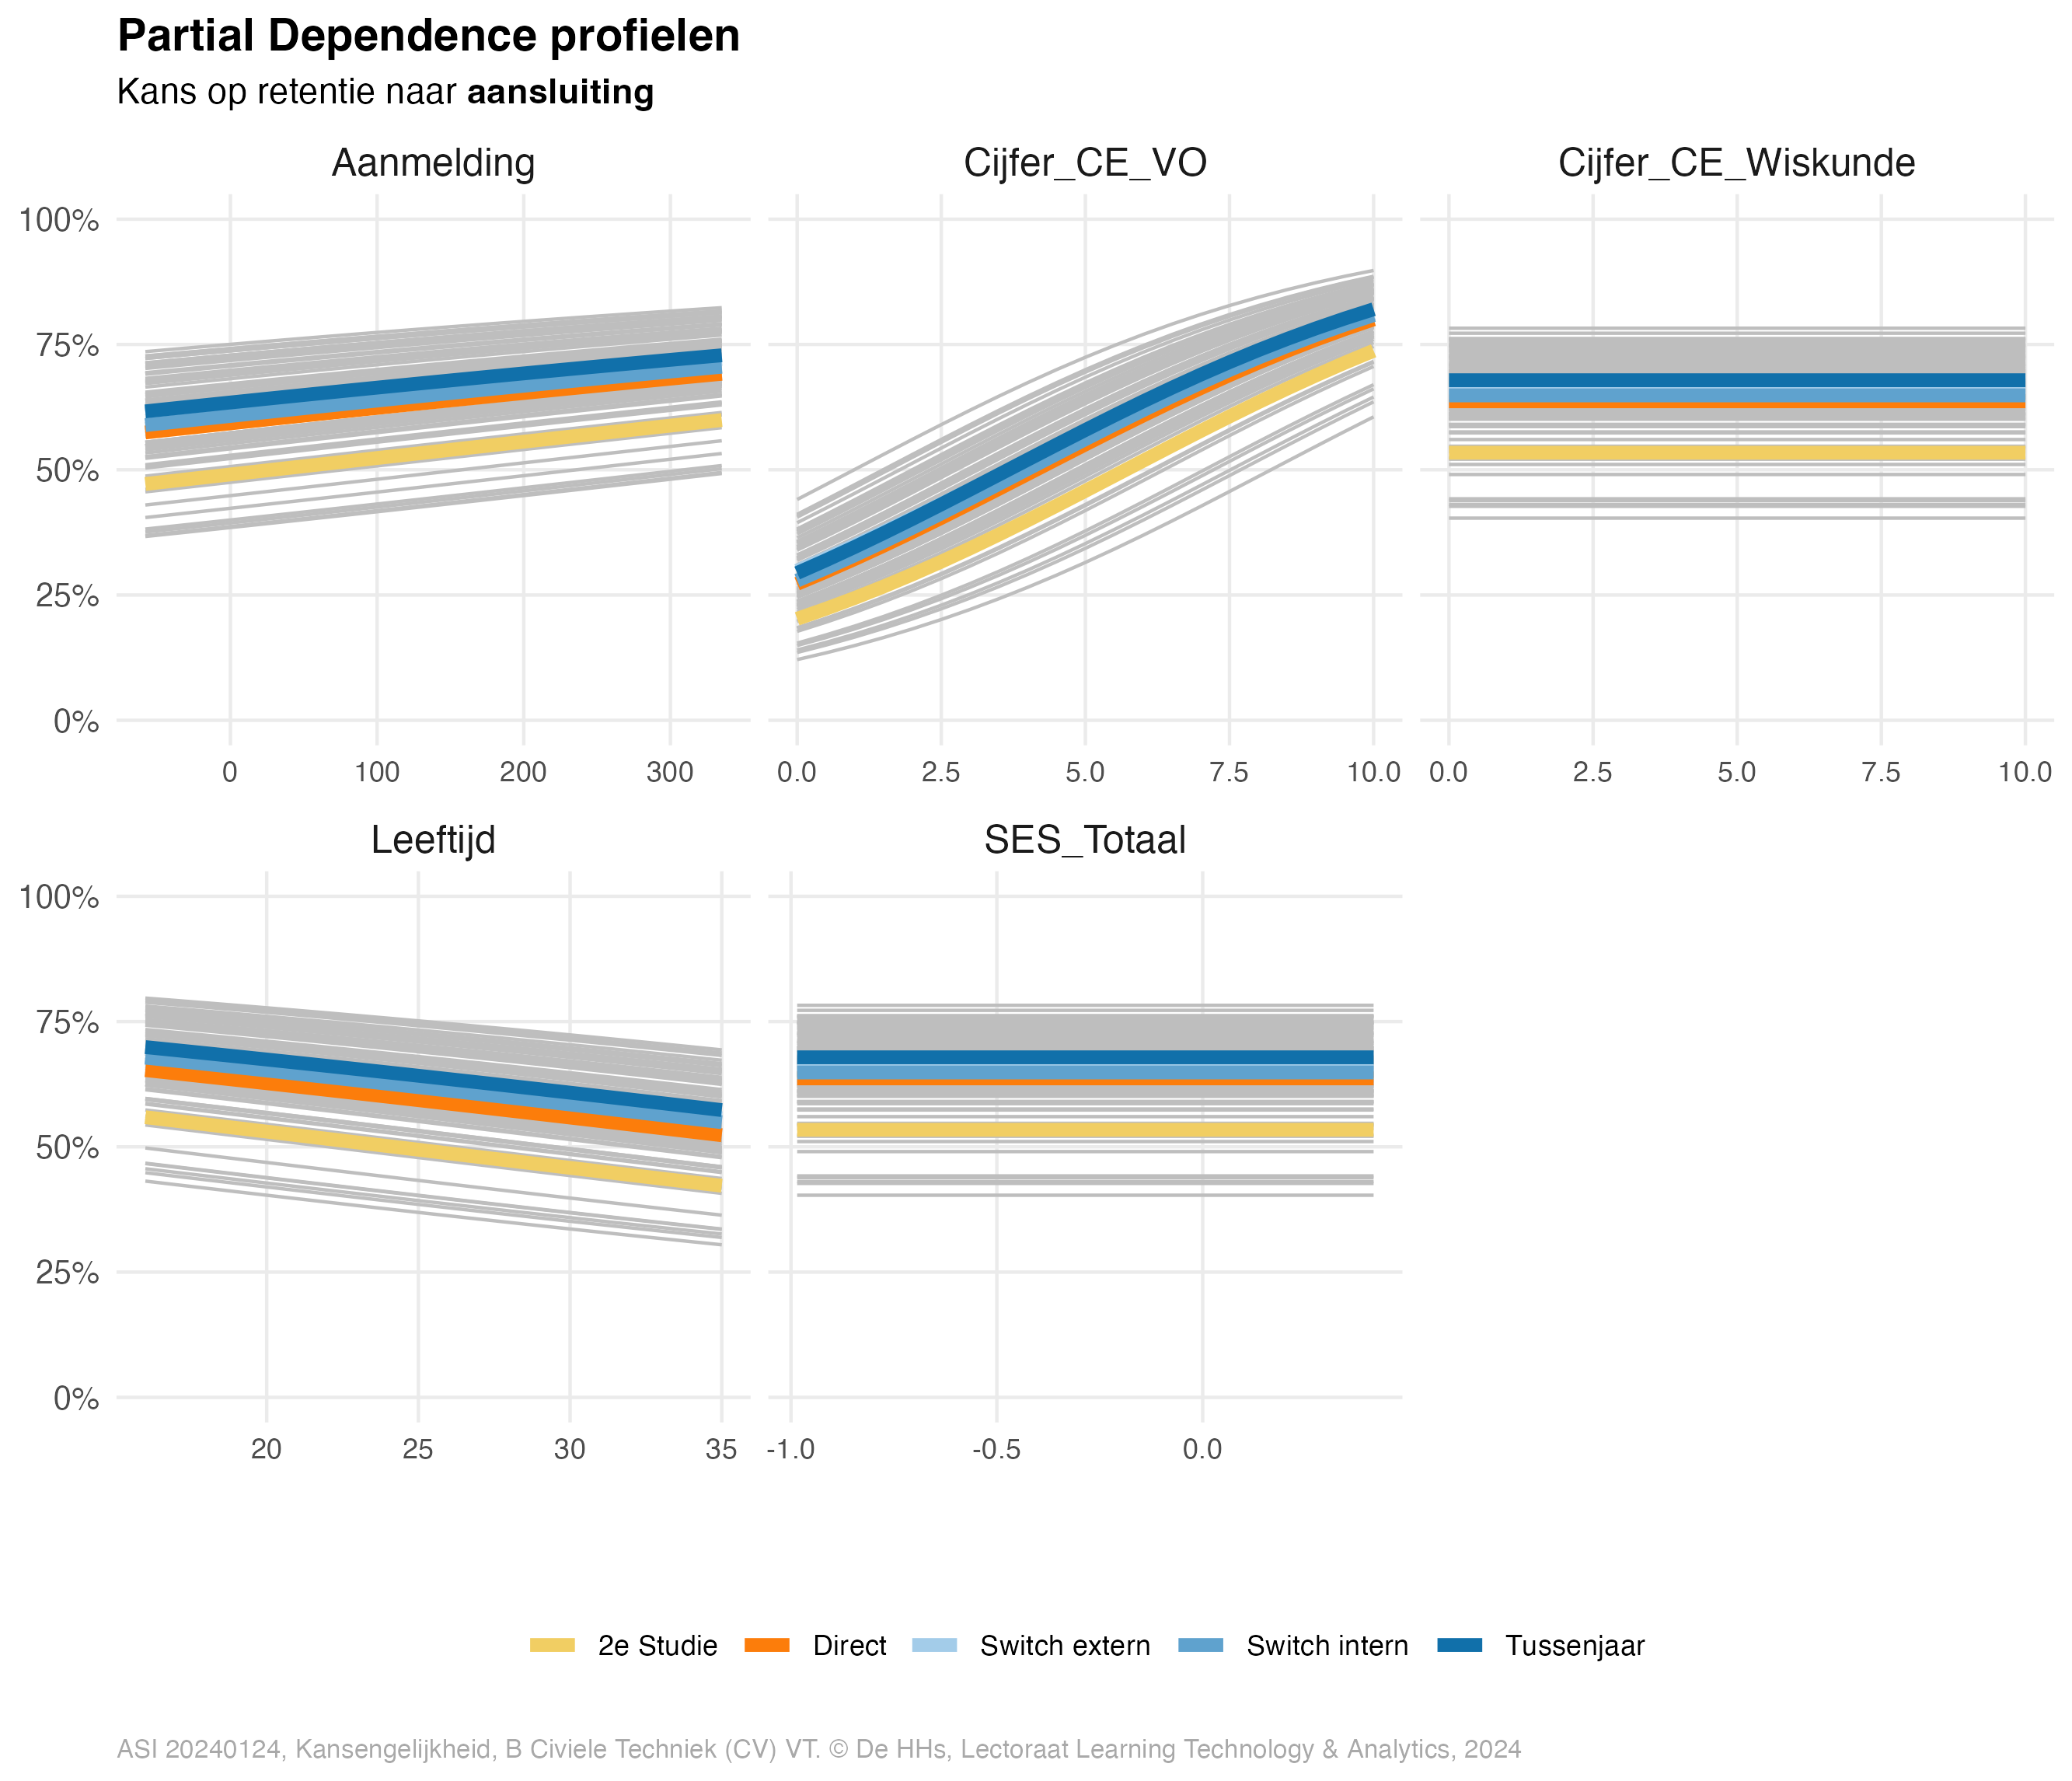 Partial Dependence profielen
Kans op retentie naar aansluiting
Aanmelding
Cijfer_CE_VO
Cijfer_CE_Wiskunde
100%
75%
50%
25%
0%
0 100 200 300
0.0 2.5 5.0 7.5 10.0
0.0 2.5 5.0 7.5 10.0
Leeftijd
SES_Totaal
100%
75%
50%
25%
0%
20 25 30 35
-1.0 -0.5 0.0
2e Studie Direct Switch extern Switch intern Tussenjaar
ASI 20240124, Kansengelijkheid, B Civiele Techniek (CV) VT. © De HHs, Lectoraat Learning Technology & Analytics, 2024